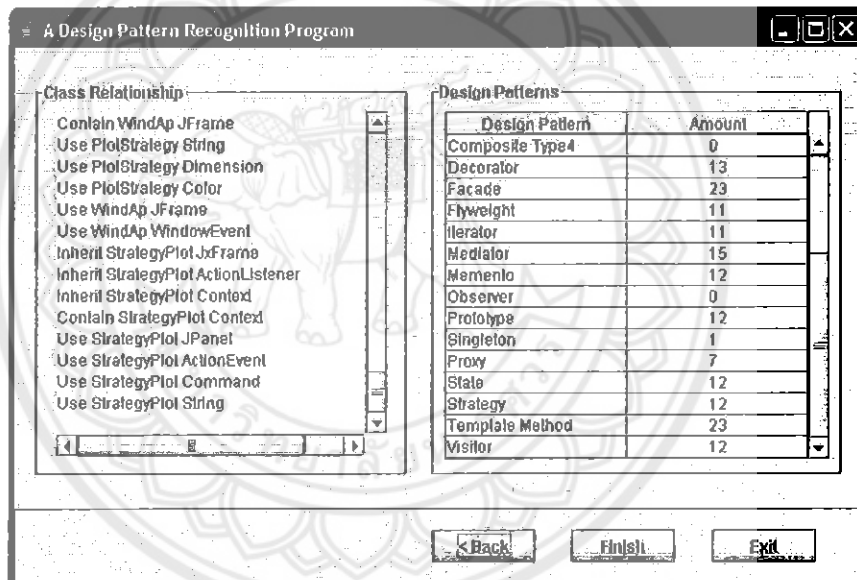 A Design Pattern Recognition Program
Class Relationship
Contain WindAp JFrame
Use PlotStrategy String
Use PlotStrategy Dimension
Use PlotStrategy Color
Use WindAp JFrame
Use WindAp WindowEvent
Inherit StrategyPlot JxFrame
Inherit StrategyPlot ActionListener
Inherit StrategyPlot Context
Contain StrategyPlot Context
Use StrategyPlot JPanel
Use StrategyPlot ActionEvent
Use StrategyPlot Command
Use StrategyPlot String
Design Patterns
Design Pattern Amount
Composite Type4 0
Decorator 13
Facade 23
Flyweight 11
Iterator 11
Mediator 15
Memento 12
Observer 0
Prototype 12
Singleton 1
Proxy 7
State 12
Strategy 12
Template Method 23
Visitor 12
< Back Finish Exit